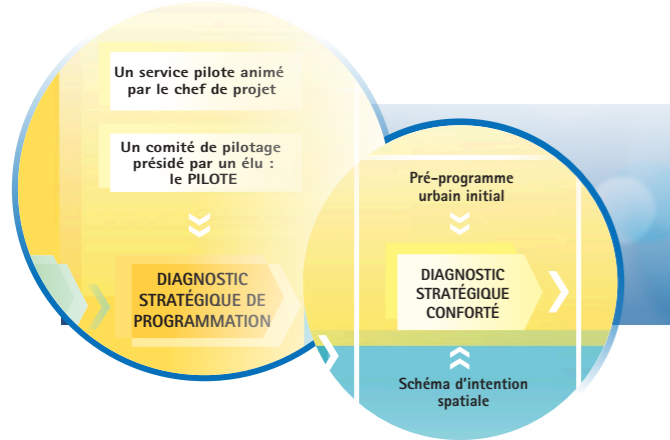 Un service pilote animé
par le chef de projet
Un comité de pilotage
présidé par un élu :
le PILOTE
DIAGNOSTIC
STRATÉGIQUE DE
PROGRAMMATION
Pré-programme
urbain initial
DIAGNOSTIC
STRATÉGIQUE
CONFORTÉ
Schéma d'intention
spatiale